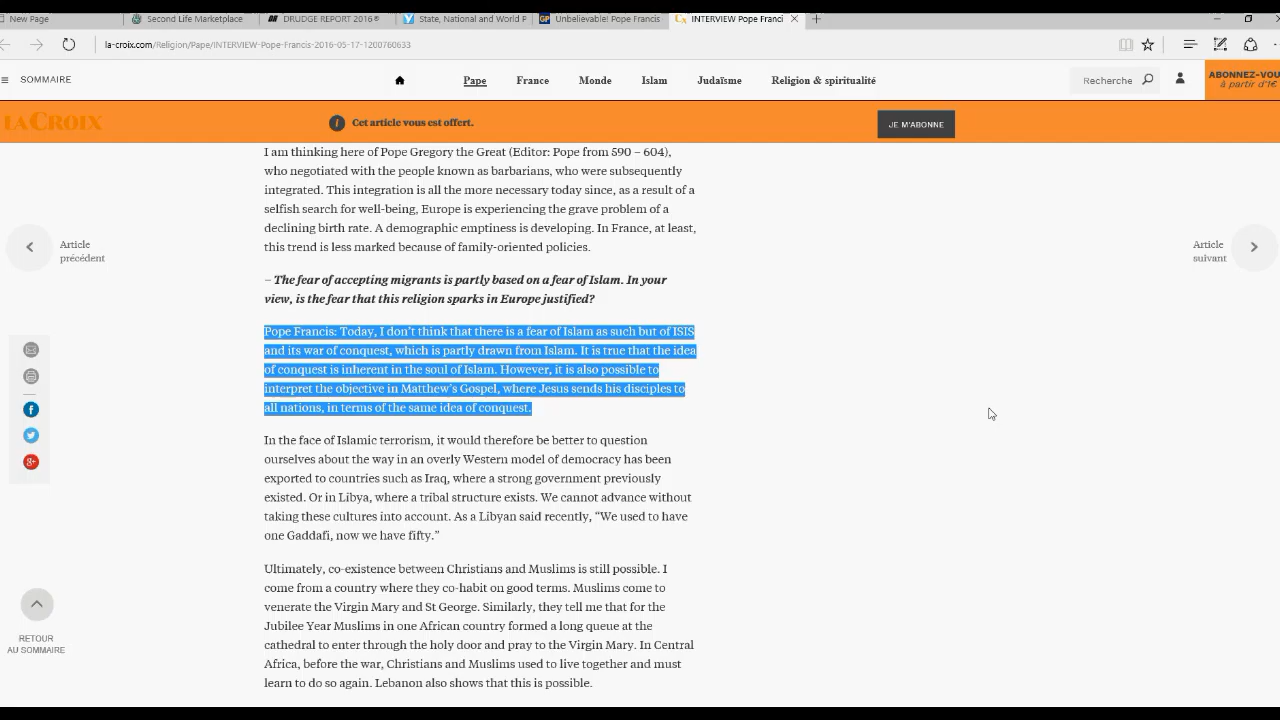 New Page
Second Life Marketplace
DRUDGE REPORT 2016®
State, National and World P
Unbelievable! Pope Francis
INTERVIEW Pope Franci
la-croix.com/Religion/Pape/INTERVIEW-Pope-Francis-2016-05-17-1200760633
SOMMAIRE
Pape
France
Monde
Islam
Judaïsme
Religion & spiritualité
Recherche
ABONNEZ-VOU
à partir d'1€
LACROIX
i
Cet article vous est offert.
JE M'ABONNE
I am thinking here of Pope Gregory the Great (Editor: Pope from 590 – 604),
who negotiated with the people known as barbarians, who were subsequently
integrated. This integration is all the more necessary today since, as a result of a
selfish search for well-being, Europe is experiencing the grave problem of a
declining birth rate. A demographic emptiness is developing. In France, at least,
this trend is less marked because of family-oriented policies.
Article
précédent
Article
suivant
– The fear of accepting migrants is partly based on a fear of Islam. In your
view, is the fear that this religion sparks in Europe justified?
Pope Francis: Today, I don't think that there is a fear of Islam as such but of ISIS
and its war of conquest, which is partly drawn from Islam. It is true that the idea
of conquest is inherent in the soul of Islam. However, it is also possible to
interpret the objective in Matthew's Gospel, where Jesus sends his disciples to
all nations, in terms of the same idea of conquest.
In the face of Islamic terrorism, it would therefore be better to question
ourselves about the way in an overly Western model of democracy has been
exported to countries such as Iraq, where a strong government previously
existed. Or in Libya, where a tribal structure exists. We cannot advance without
taking these cultures into account. As a Libyan said recently, “We used to have
one Gaddafi, now we have fifty.”
Ultimately, co-existence between Christians and Muslims is still possible. I
come from a country where they co-habit on good terms. Muslims come to
venerate the Virgin Mary and St George. Similarly, they tell me that for the
Jubilee Year Muslims in one African country formed a long queue at the
cathedral to enter through the holy door and pray to the Virgin Mary. In Central
Africa, before the war, Christians and Muslims used to live together and must
learn to do so again. Lebanon also shows that this is possible.
RETOUR
AU SOMMAIRE